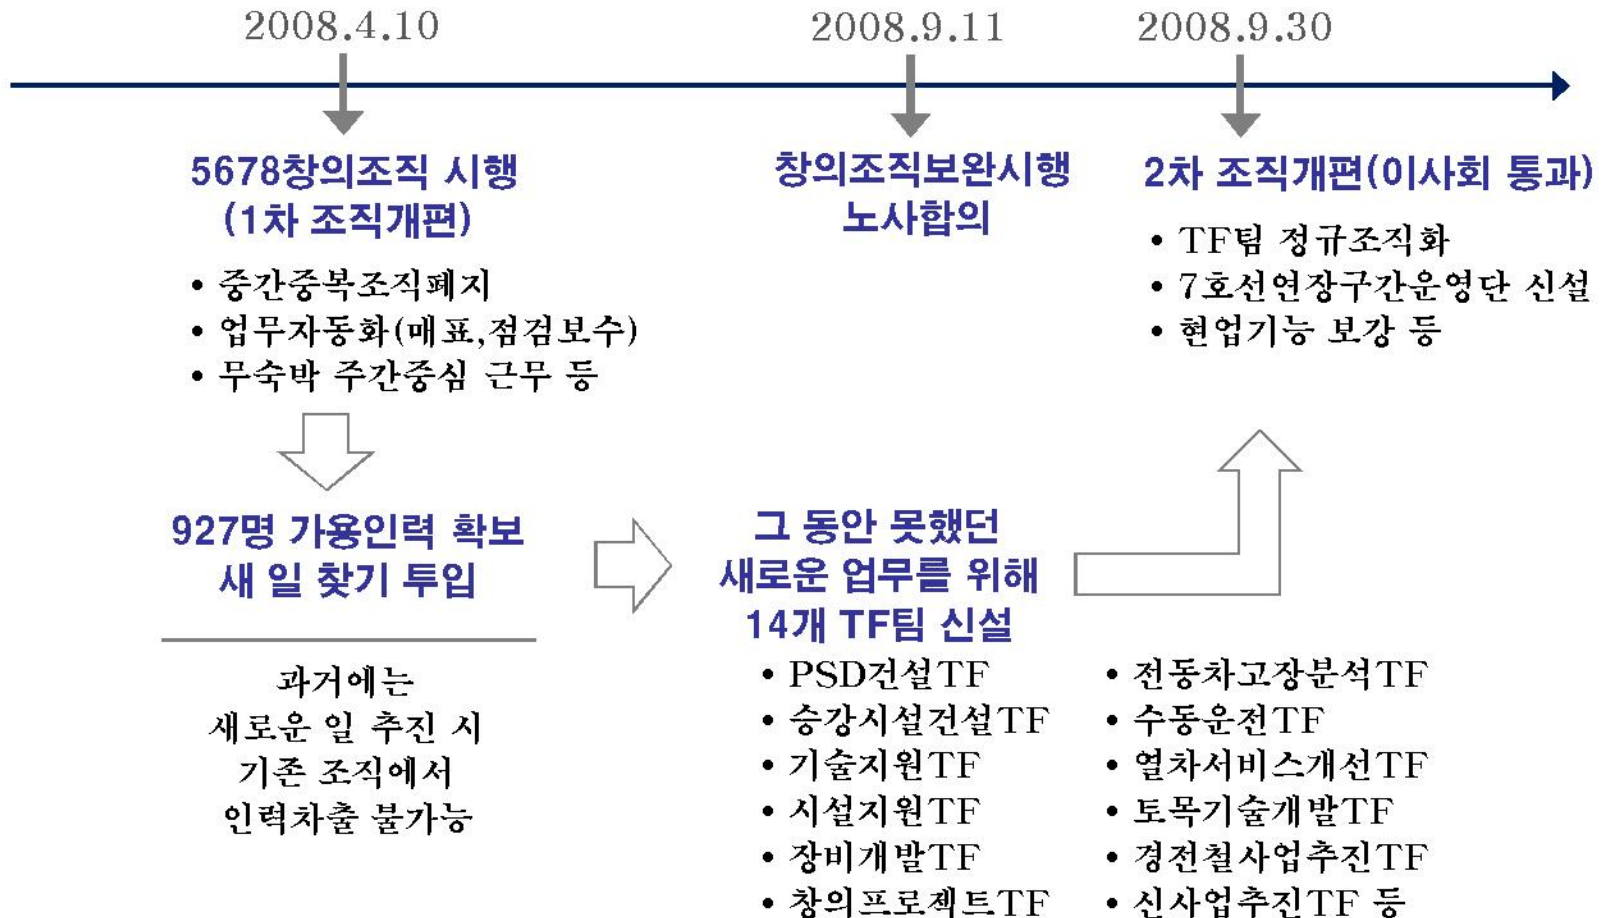 2008.4.10
2008.9.11
2008.9.30
5678창의조직 시행
(1차 조직개편)
• 중간중복조직폐지
• 업무자동화(매표,점검보수)
• 무숙박 주간중심 근무 등
창의조직보완시행
노사합의
2차 조직개편(이사회 통과)
• TF팀 정규조직화
• 7호선연장구간운영단 신설
• 현업기능 보강 등
927명 가용인력 확보
새 일 찾기 투입
과거에는
새로운 일 추진 시
기존 조직에서
인력차출 불가능
그 동안 못했던
새로운 업무를 위해
14개 TF팀 신설
• PSD건설TF
• 승강시설건설TF
• 기술지원TF
• 시설지원TF
• 장비개발TF
• 창의프로젝트TF
• 전동차고장분석TF
• 수동운전TF
• 열차서비스개선TF
• 토목기술개발TF
• 경전철사업추진TF
• 신사업추진TF 등